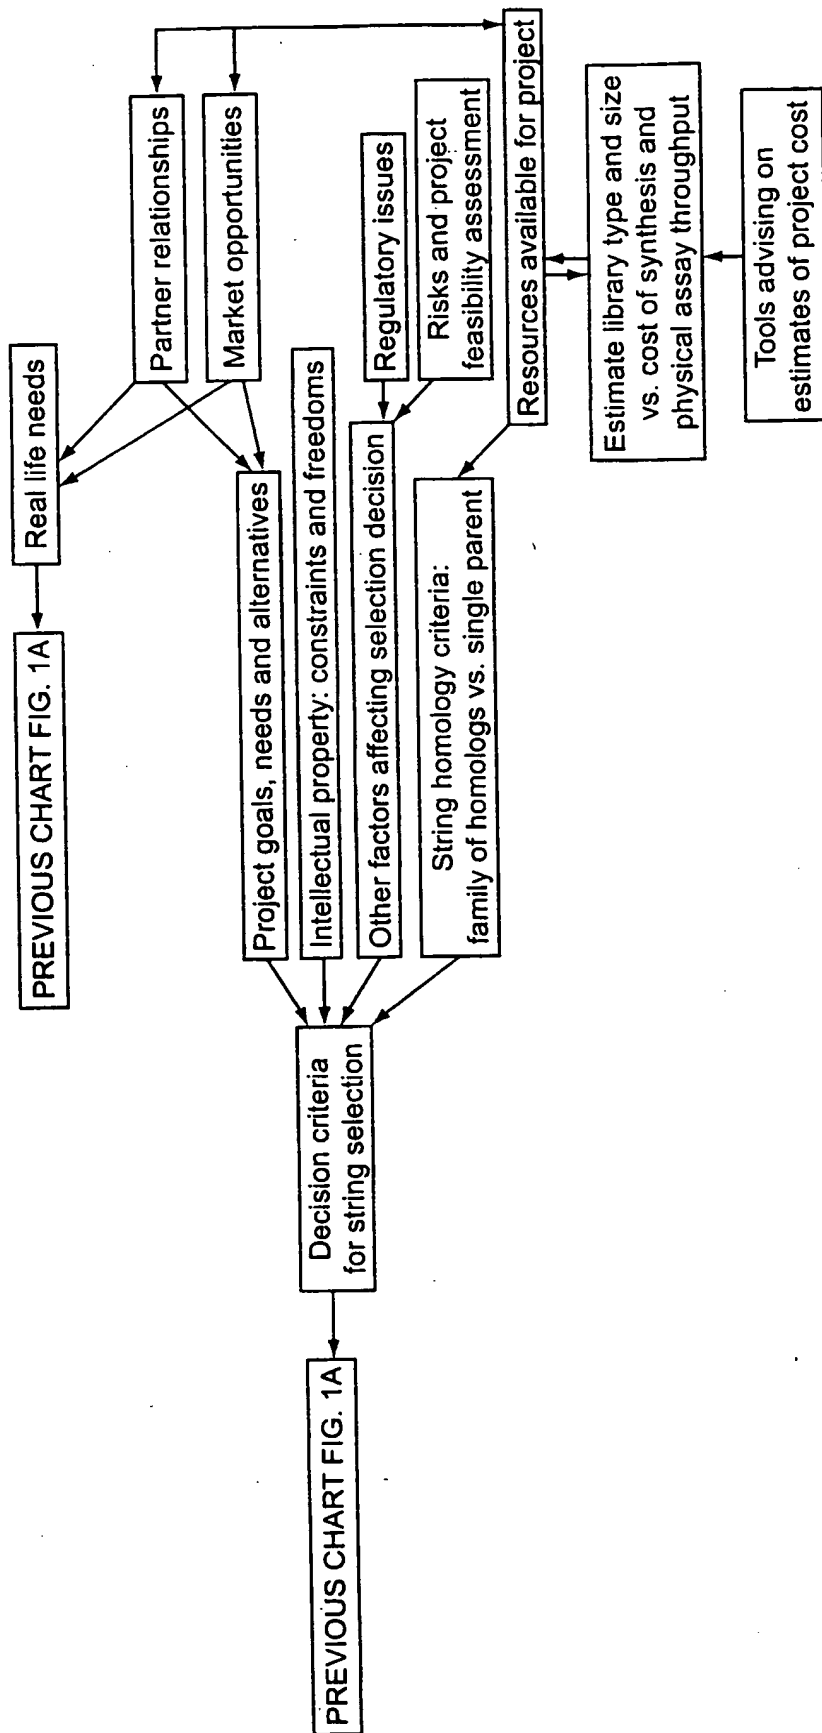 PREVIOUS CHART FIG. 1A
Real life needs
Partner relationships
Market opportunities
Project goals, needs and alternatives
Intellectual property: constraints and freedoms
Regulatory issues
Other factors affecting selection decision
Risks and project
feasibility assessment
String homology criteria:
family of homologs vs. single parent
Resources available for project
Estimate library type and size
vs. cost of synthesis and
physical assay throughput
Tools advising on
estimates of project cost
Decision criteria
for string selection
PREVIOUS CHART FIG. 1A